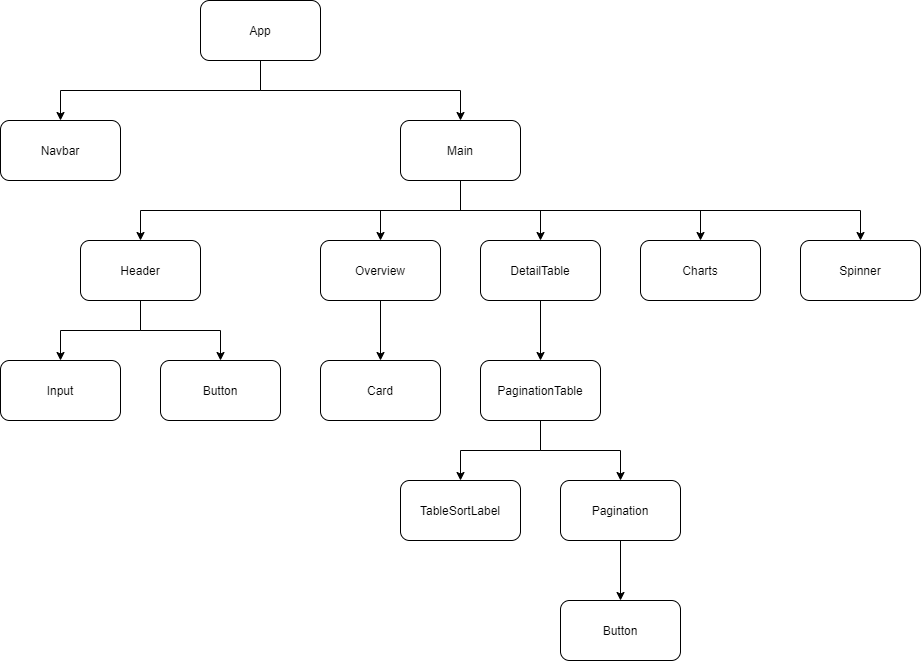 App
Navbar
Main
Header
Overview
DetailTable
Charts
Spinner
Input
Button
Card
PaginationTable
TableSortLabel
Pagination
Button